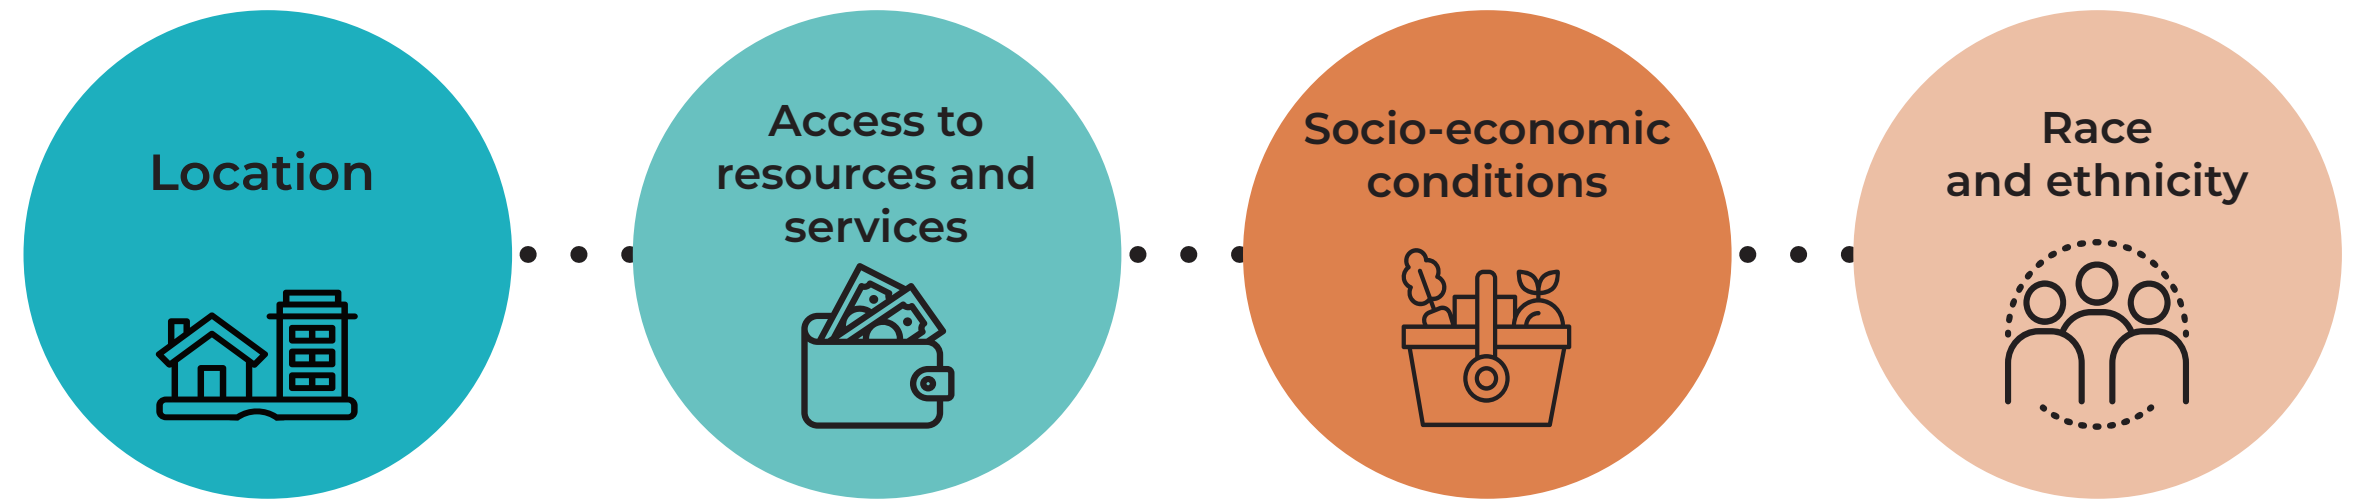 Location
Access to
resources and
services
Socio-economic
conditions
Race
and ethnicity